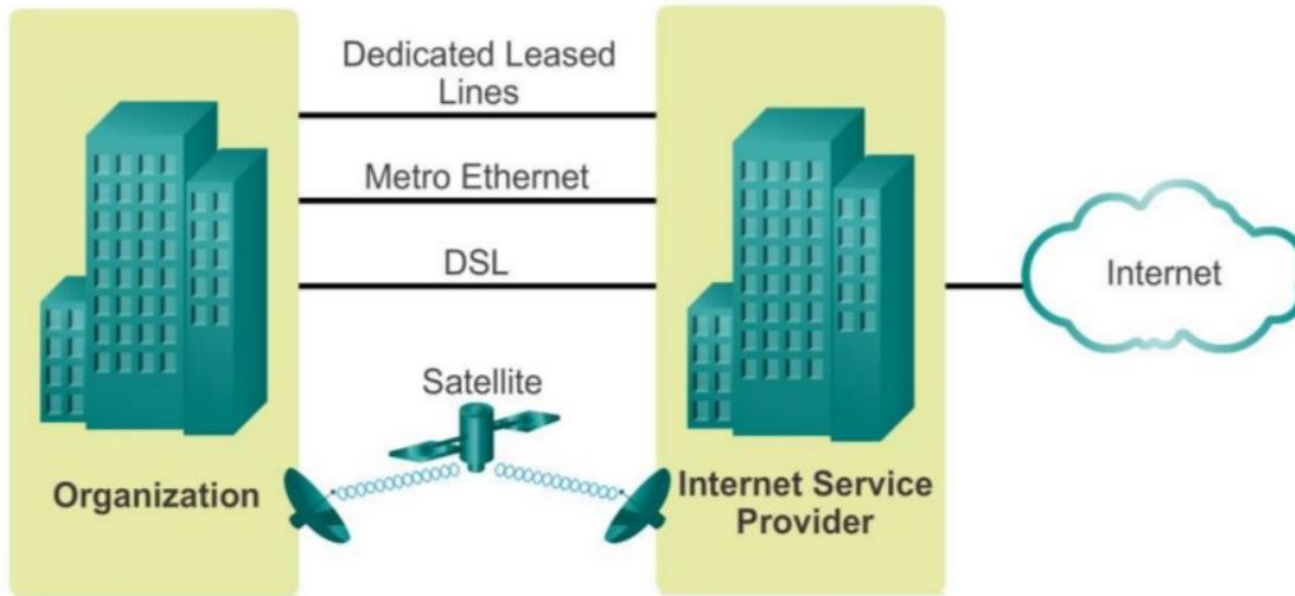 Dedicated Leased
Lines
Metro Ethernet
DSL
Internet
Satellite
Organization
Internet Service
Provider